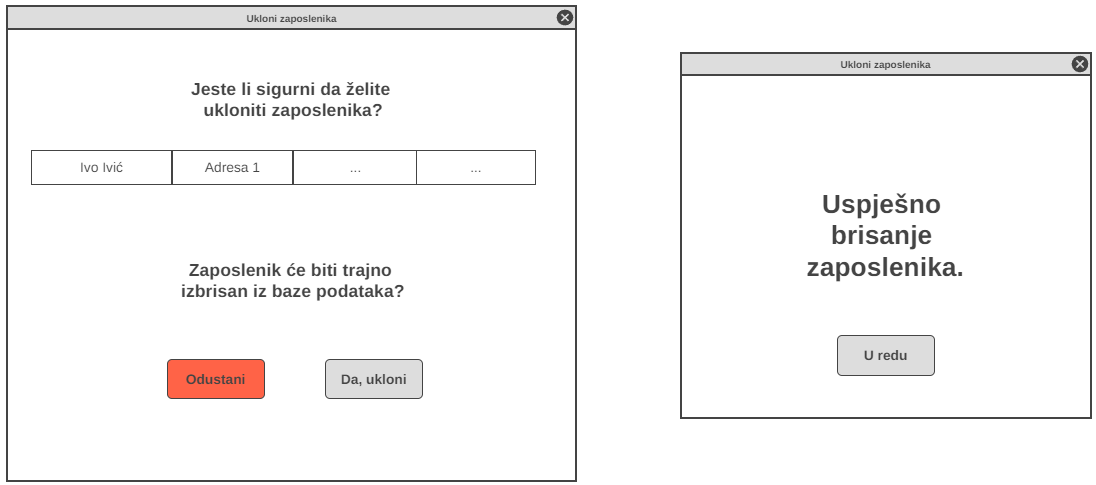 Ukloni zaposlenika
Jeste li sigurni da želite
ukloniti zaposlenika?
Ivo Ivić
Adresa 1
...
...
Zaposlenik će biti trajno
izbrisan iz baze podataka?
Odustani
Da, ukloni
Ukloni zaposlenika
Uspješno
brisanje
zaposlenika.
U redu